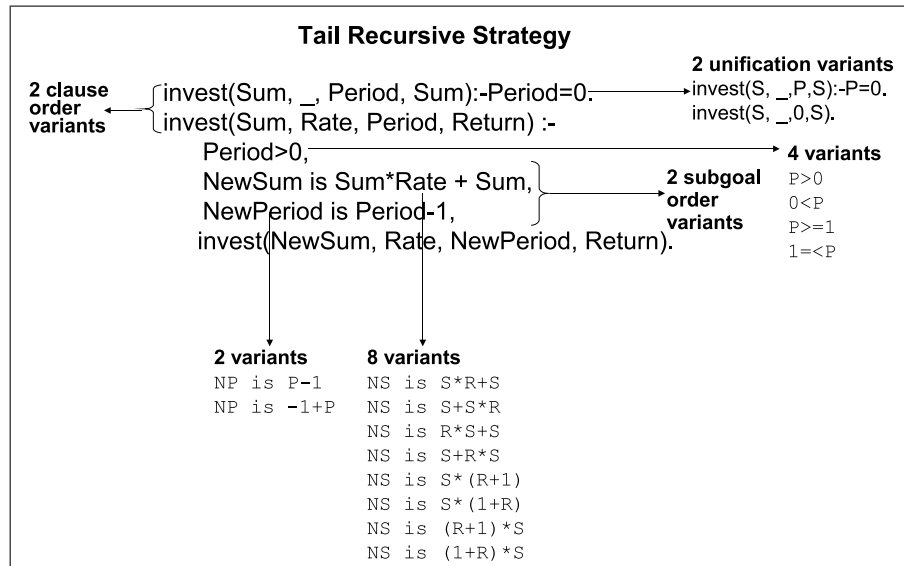 Tail Recursive Strategy
2 clause
order
variants
invest(Sum, _, Period, Sum):-Period=0.
invest(Sum, Rate, Period, Return) :-
Period>0,
NewSum is Sum*Rate + Sum,
NewPeriod is Period-1,
invest(NewSum, Rate, NewPeriod, Return).
2 unification variants
invest(S, _,P,S):-P=0.
invest(S, _,0,S).
4 variants
P>0
0<P
P>=1
1=<P
2 subgoal
order
variants
2 variants
NP is P-1
NP is -1+P
8 variants
NS is S*R+S
NS is S+S*R
NS is R*S+S
NS is S+R*S
NS is S*(R+1)
NS is S*(1+R)
NS is (R+1)*S
NS is (1+R)*S